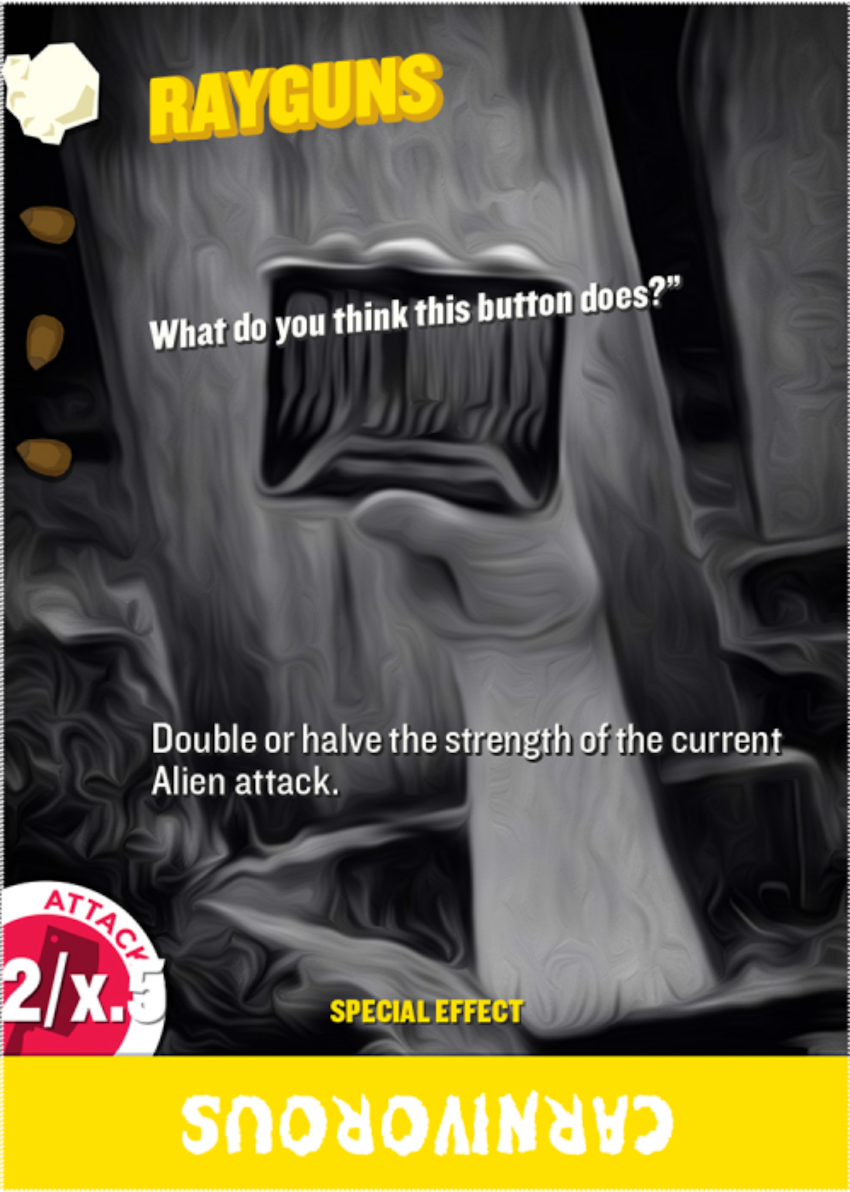 RAYGUNS
What do you think this button does?”
Double or halve the strength of the current
Alien attack.
ATTACK
2/x.5
SPECIAL EFFECT
CARNIVOROUS